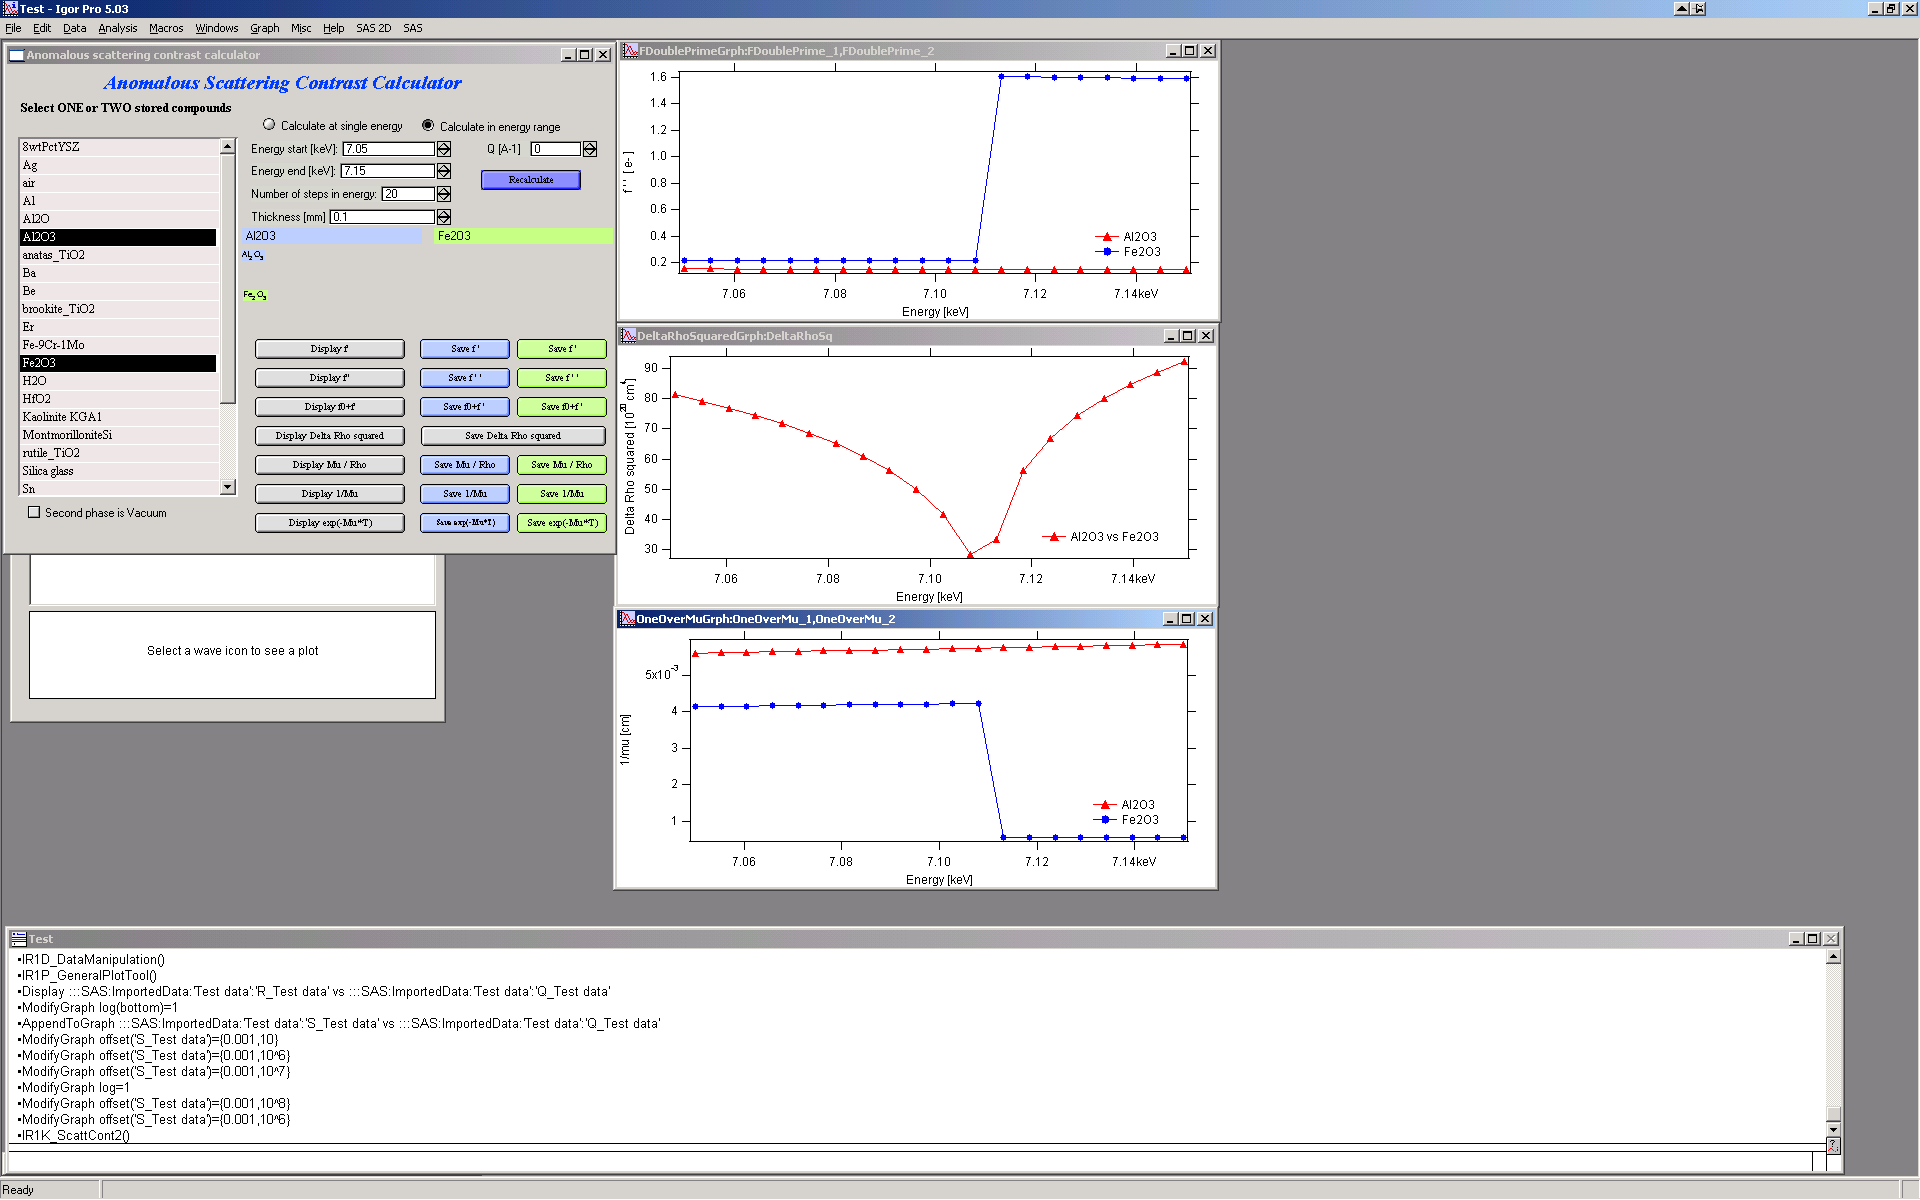 Test - Igor Pro 5.03
File Edit Data Analysis Macros Windows Graph Misc Help SAS 2D SAS
Anomalous scattering contrast calculator
Anomalous Scattering Contrast Calculator
Select ONE or TWO stored compounds
8wtPctYSZ
Ag
air
Al
Al2O
Al2O3
anatas_TiO2
Ba
Be
brookite_TiO2
Er
Fe-9Cr-1Mo
Fe2O3
H2O
HfO2
Kaolinite KGA1
MontmorilloniteSi
rutile_TiO2
Silica glass
Sn
Second phase is Vacuum
Calculate at single energy Calculate in energy range
Energy start [keV]: 7.05 Q [A-1] 0
Energy end [keV]: 7.15
Recalculate
Number of steps in energy: 20
Thickness [mm] 0.1
Al2O3 Fe2O3
Al2O3
Fe2O3
Display f' Save f' Save f'
Display f'' Save f'' Save f''
Display f0+f' Save f0+f' Save f0+f'
Display Delta Rho squared Save Delta Rho squared
Display Mu / Rho Save Mu / Rho Save Mu / Rho
Display 1/Mu Save 1/Mu Save 1/Mu
Display exp(-Mu*T) Save exp(-Mu*T) Save exp(-Mu*T)
Select a wave icon to see a plot
FDoublePrimeGrph:FDoublePrime_1,FDoublePrime_2
f'' [e-]
1.6
1.4
1.2
1.0
0.8
0.6
0.4
0.2
Al2O3
Fe2O3
7.06 7.08 7.10 7.12 7.14keV
Energy [keV]
DeltaRhoSquaredGrph:DeltaRhoSq
Delta Rho squared [10^20 cm^-4]
90
80
70
60
50
40
30
Al2O3 vs Fe2O3
7.06 7.08 7.10 7.12 7.14keV
Energy [keV]
OneOverMuGrph:OneOverMu_1,OneOverMu_2
1/mu [cm]
5x10^-3
4
3
2
1
Al2O3
Fe2O3
7.06 7.08 7.10 7.12 7.14keV
Energy [keV]
Test
•IR1D_DataManipulation()
•IR1P_GeneralPlotTool()
•Display :::SAS:ImportedData:'Test data':'R_Test data' vs :::SAS:ImportedData:'Test data':'Q_Test data'
•ModifyGraph log(bottom)=1
•AppendToGraph :::SAS:ImportedData:'Test data':'S_Test data' vs :::SAS:ImportedData:'Test data':'Q_Test data'
•ModifyGraph offset('S_Test data')={0.001,10}
•ModifyGraph offset('S_Test data')={0.001,10^6}
•ModifyGraph offset('S_Test data')={0.001,10^7}
•ModifyGraph log=1
•ModifyGraph offset('S_Test data')={0.001,10^8}
•ModifyGraph offset('S_Test data')={0.001,10^6}
•IR1K_ScattCont2()
Ready